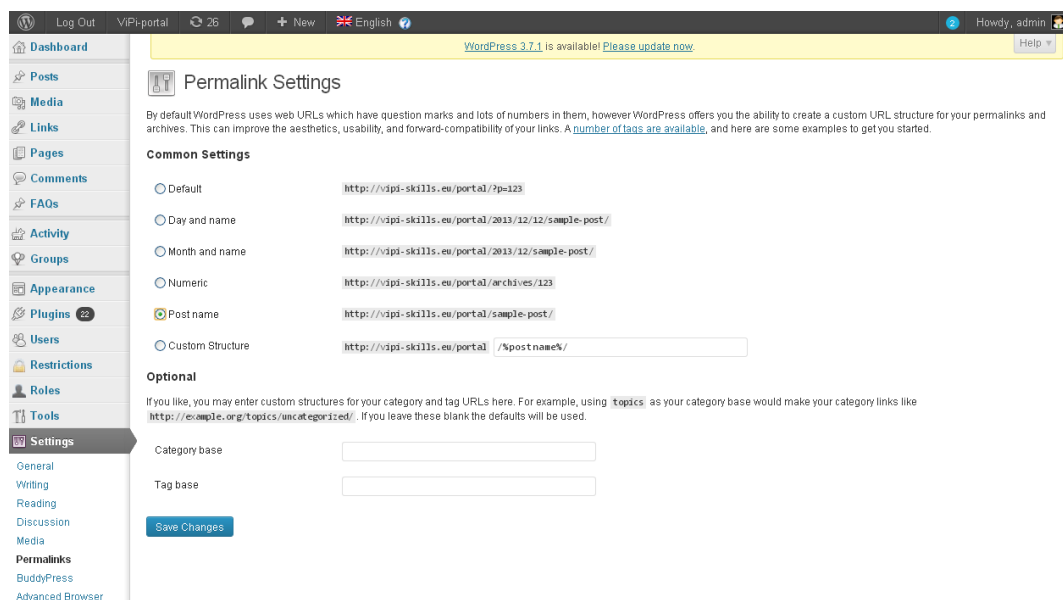 Log Out ViPi-portal 26 + New English 2 Howdy, admin
Dashboard
Posts
Media
Links
Pages
Comments
FAQs
Activity
Groups
Appearance
Plugins 22
Users
Restrictions
Roles
Tools
Settings
General
Writing
Reading
Discussion
Media
Permalinks
BuddyPress
Advanced Browser
WordPress 3.7.1 is available! Please update now.
Help
Permalink Settings
By default WordPress uses web URLs which have question marks and lots of numbers in them, however WordPress offers you the ability to create a custom URL structure for your permalinks and
archives. This can improve the aesthetics, usability, and forward-compatibility of your links. A number of tags are available, and here are some examples to get you started.
Common Settings
Default http://vipi-skills.eu/portal/?p=123
Day and name http://vipi-skills.eu/portal/2013/12/12/sample-post/
Month and name http://vipi-skills.eu/portal/2013/12/sample-post/
Numeric http://vipi-skills.eu/portal/archives/123
Post name http://vipi-skills.eu/portal/sample-post/
Custom Structure http://vipi-skills.eu/portal /%postname%/
Optional
If you like, you may enter custom structures for your category and tag URLs here. For example, using topics as your category base would make your category links like
http://example.org/topics/uncategorized/ . If you leave these blank the defaults will be used.
Category base
Tag base
Save Changes